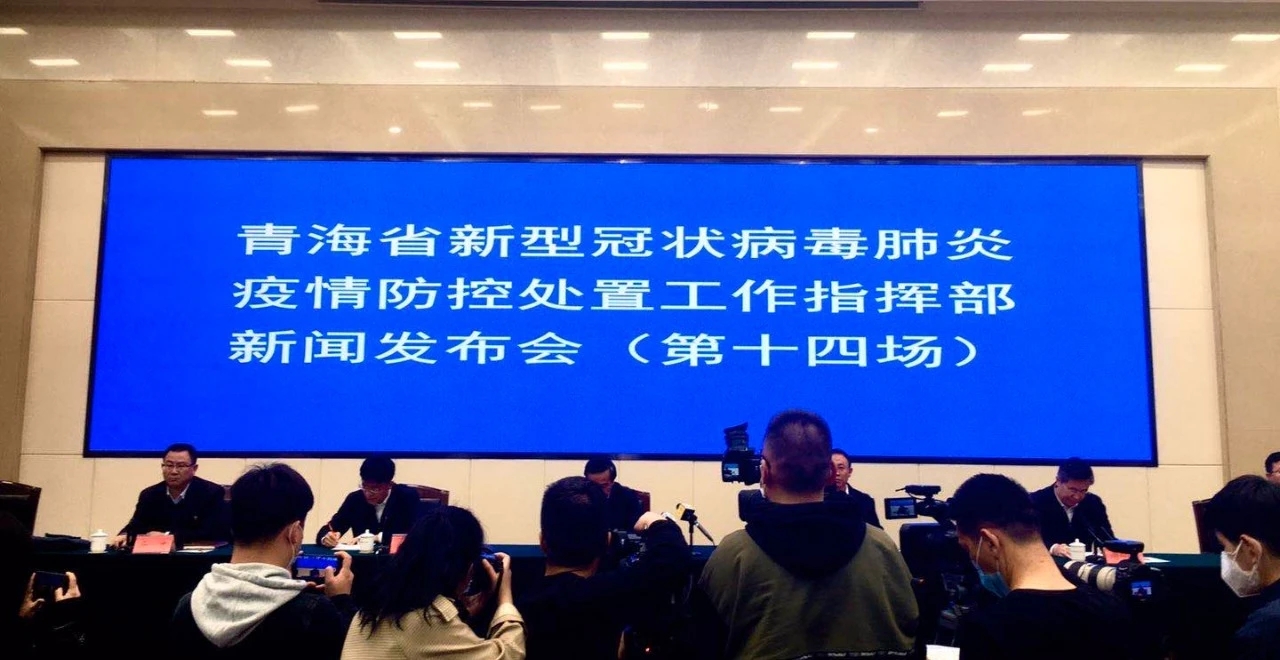 青海省新型冠状病毒肺炎
疫情防控处置工作指挥部
新闻发布会（第十四场）